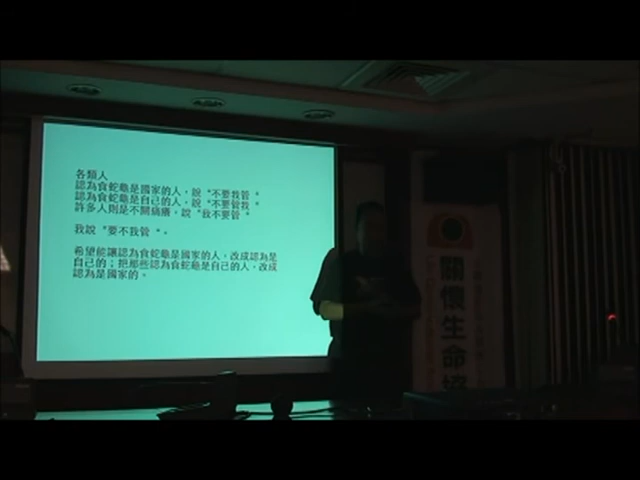 各類人
認為食蛇龜是國家的人，說“不要我管“
認為食蛇龜是自己的人，說“不要管我“
許多人則是不關痛癢，說“我不要管“
我說“要不我管“。
希望能讓認為食蛇龜是國家的人，改成認為是
自己的；把那些認為食蛇龜是自己的人，改成
認為是國家的。
關懷生命協